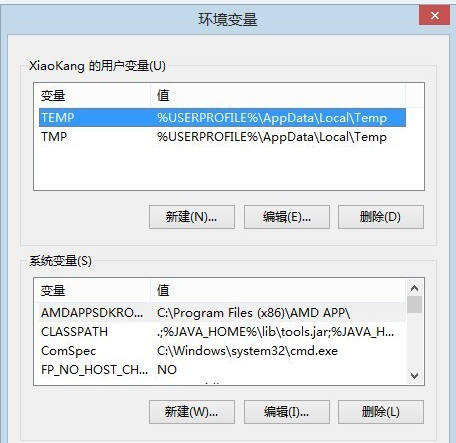 环境变量
XiaoKang 的用户变量(U)
变量 值
TEMP %USERPROFILE%\AppData\Local\Temp
TMP %USERPROFILE%\AppData\Local\Temp
新建(N)... 编辑(E)... 删除(D)
系统变量(S)
变量 值
AMDAPPSDKRO... C:\Program Files (x86)\AMD APP\
CLASSPATH .;%JAVA_HOME%\lib\tools.jar;%JAVA_H...
ComSpec C:\Windows\system32\cmd.exe
FP_NO_HOST_CH... NO
新建(W)... 编辑(I)... 删除(L)